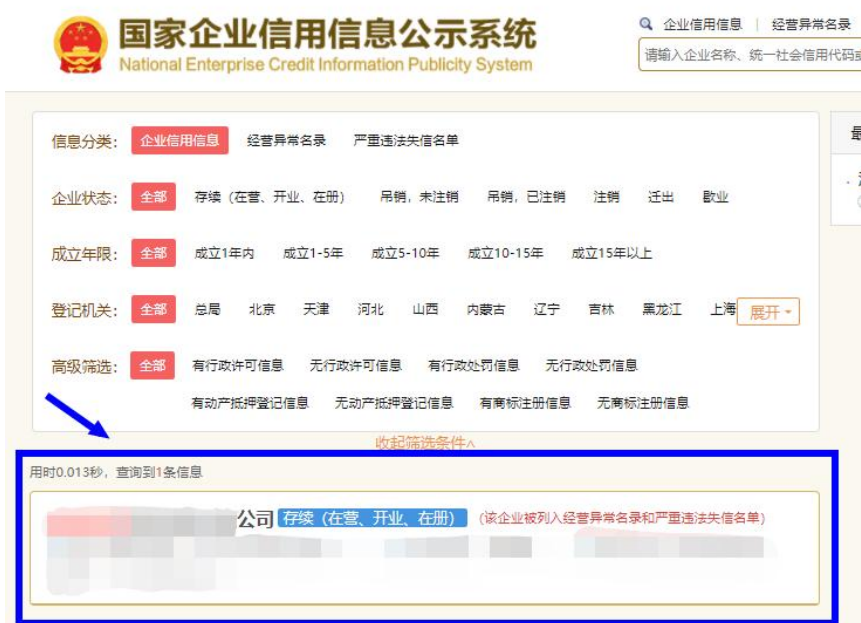 企业信用信息 | 经营异常名录
国家企业信用信息公示系统
National Enterprise Credit Information Publicity System
请输入企业名称、统一社会信用代码或
信息分类： 企业信用信息 经营异常名录 严重违法失信名单
企业状态： 全部 存续（在营、开业、在册） 吊销，未注销 吊销，已注销 注销 迁出 歇业
成立年限： 全部 成立1年内 成立1-5年 成立5-10年 成立10-15年 成立15年以上
登记机关： 全部 总局 北京 天津 河北 山西 内蒙古 辽宁 吉林 黑龙江 上海 展开
高级筛选： 全部 有行政许可信息 无行政许可信息 有行政处罚信息 无行政处罚信息
有动产抵押登记信息 无动产抵押登记信息 有商标注册信息 无商标注册信息
收起筛选条件
用时0.013秒，查询到1条信息
公司 存续（在营、开业、在册） （该企业被列入经营异常名录和严重违法失信名单）